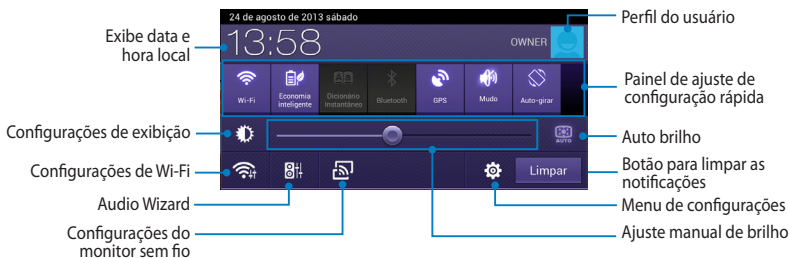 24 de agosto de 2013 sábado
Perfil do usuário
Exibe data e
hora local
13:58
OWNER
Painel de ajuste de
configuração rápida
Wi-Fi
Economia
inteligente
Dicionário
Instantâneo
Bluetooth
GPS
Mudo
Auto-girar
Configurações de exibição
AUTO
Auto brilho
Configurações de Wi-Fi
Limpar
Botão para limpar as
notificações
Audio Wizard
Menu de configurações
Configurações do
monitor sem fio
Ajuste manual de brilho